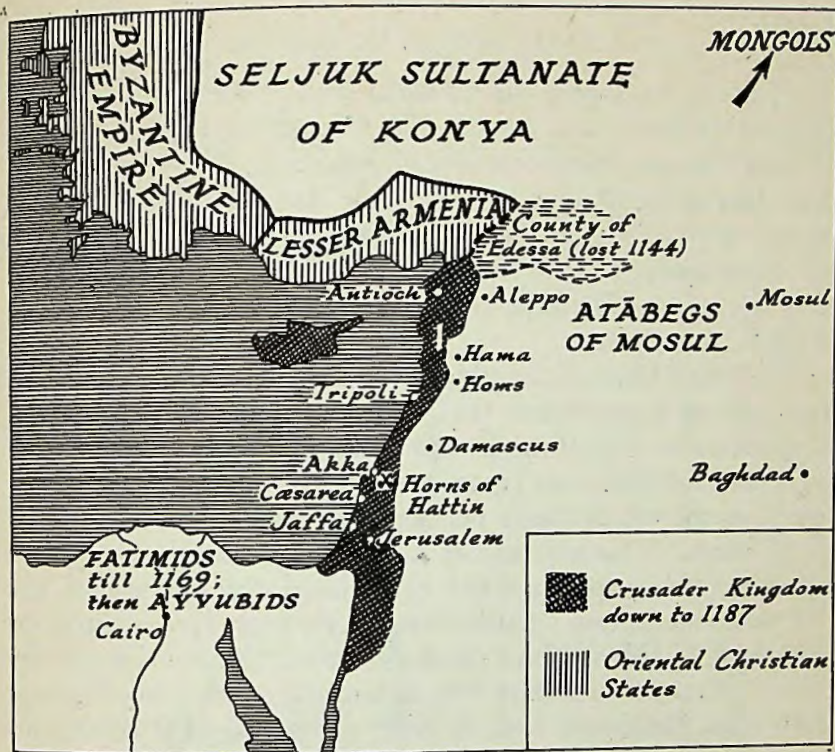 MONGOLS
BYZANTINE
EMPIRE
SELJUK SULTANATE
OF KONYA
LESSER ARMENIA
County of
Edessa (lost 1144)
Antioch
Aleppo
ATĀBEGS
OF MOSUL
Mosul
Hama
Homs
Tripoli
Damascus
Akka
Cæsarea
Jaffa
Horns of
Hattin
Jerusalem
Baghdad
FATIMIDS
till 1169;
then AYYUBIDS
Cairo
Crusader Kingdom
down to 1187
Oriental Christian
States